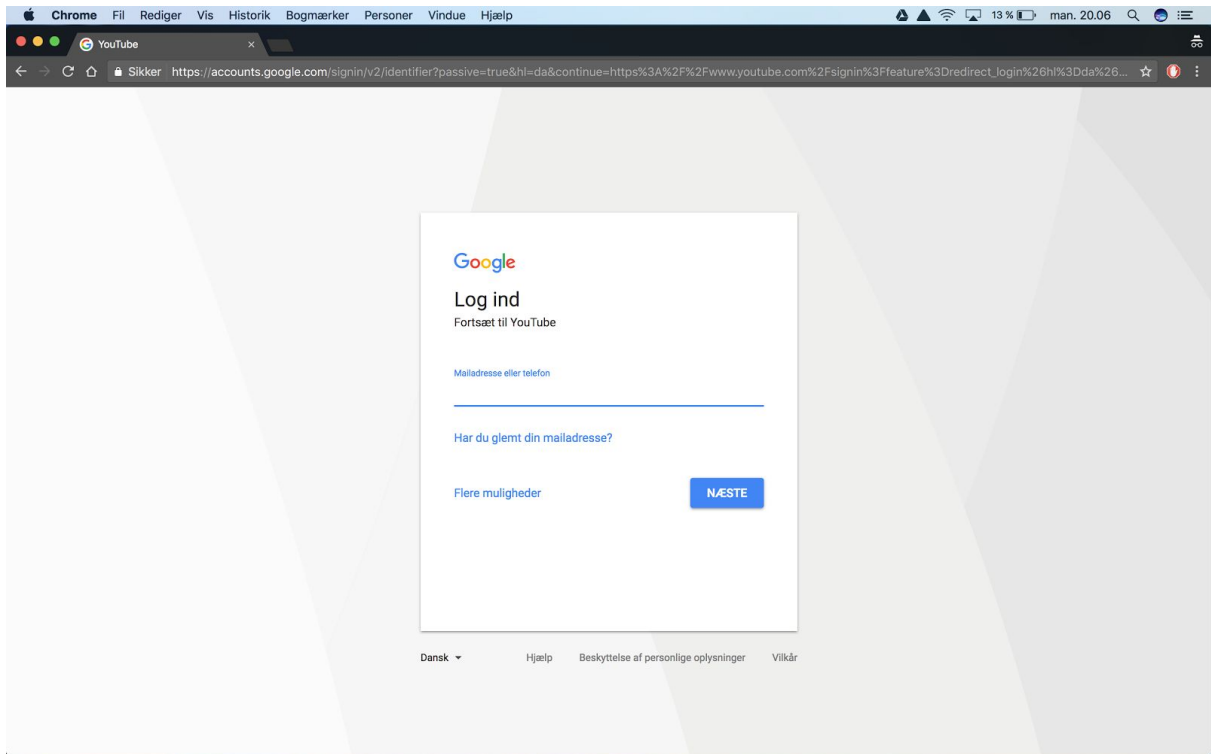 Chrome Fil Rediger Vis Historik Bogmærker Personer Vindue Hjælp 13 % man. 20.06
YouTube
Sikker https://accounts.google.com/signin/v2/identifier?passive=true&hl=da&continue=https%3A%2F%2Fwww.youtube.com%2Fsignin%3Ffeature%3Dredirect_login%26hl%3Dda%26...
Google
Log ind
Fortsæt til YouTube
Mailadresse eller telefon
Har du glemt din mailadresse?
Flere muligheder NÆSTE
Dansk Hjælp Beskyttelse af personlige oplysninger Vilkår